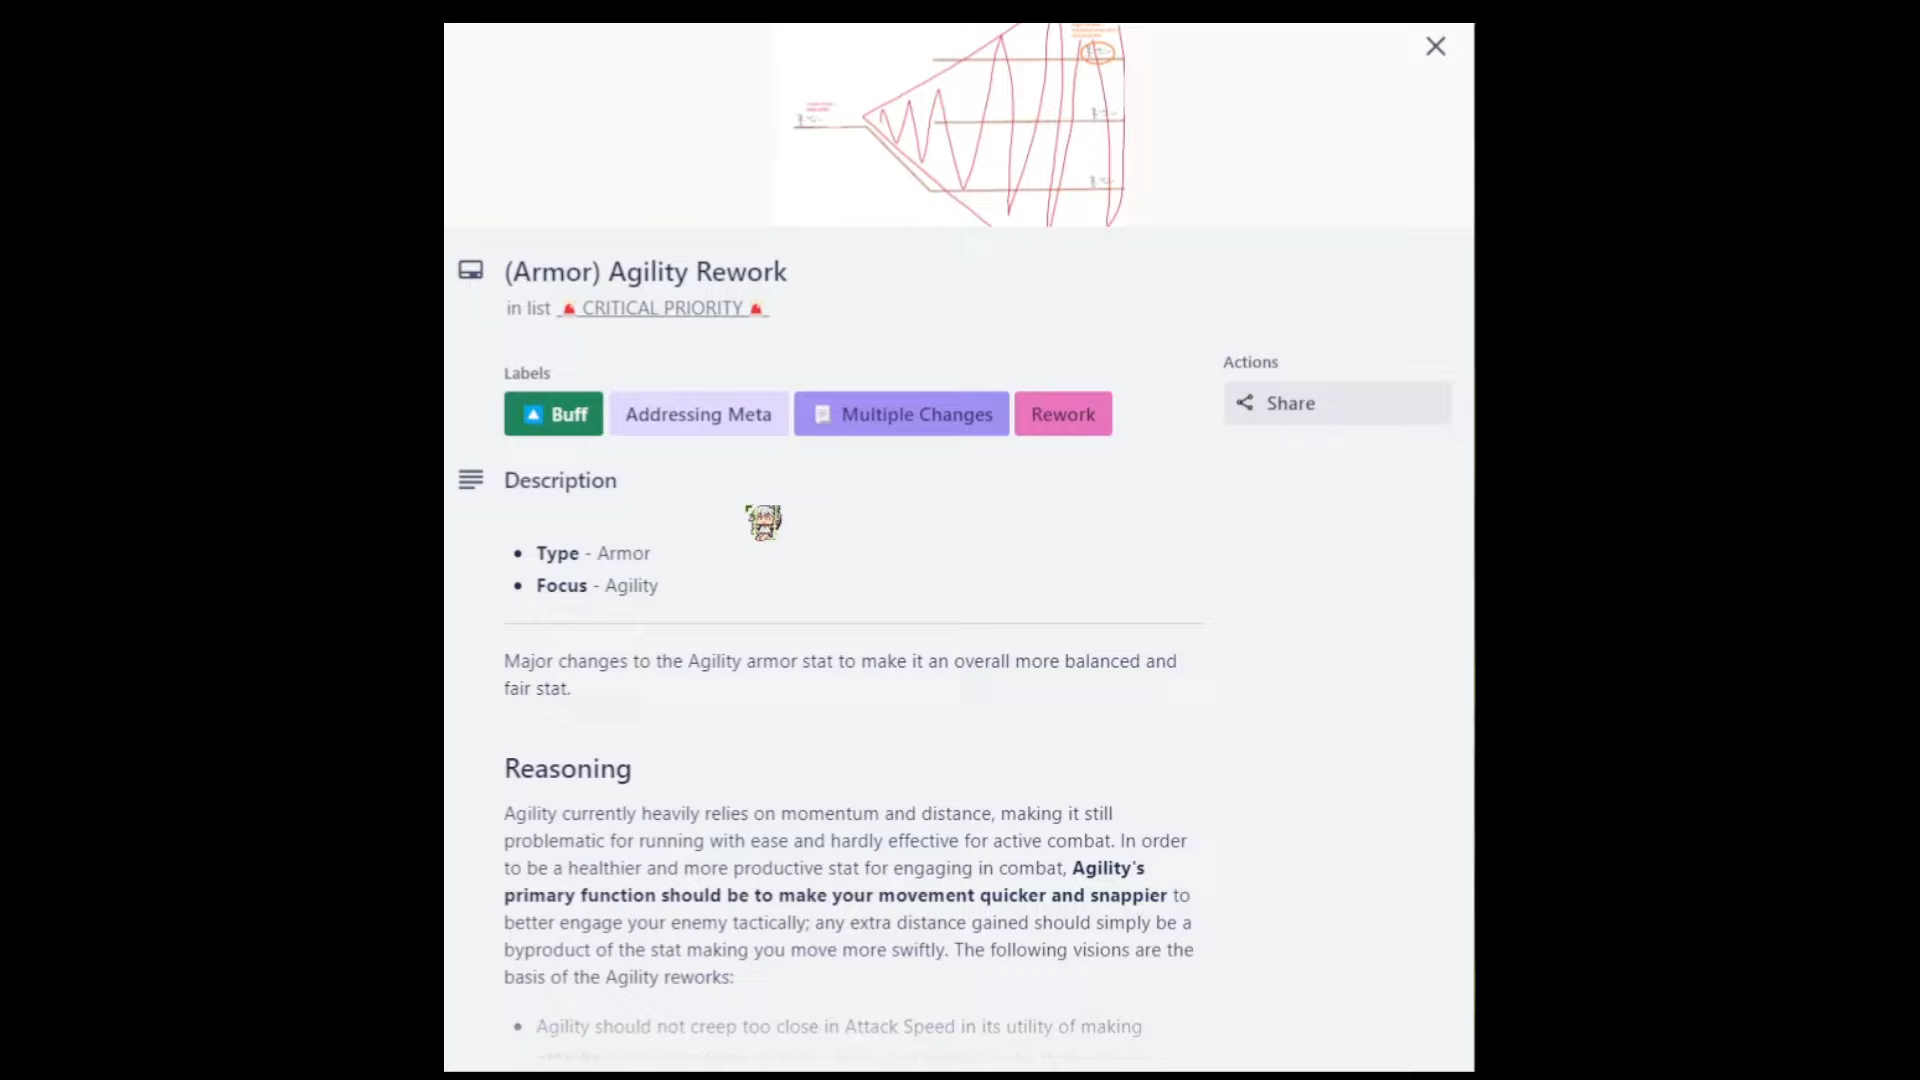 (Armor) Agility Rework
in list 🚨 CRITICAL PRIORITY 🚨
Labels
Actions
Buff
Addressing Meta
Multiple Changes
Rework
Share
Description
Type - Armor
Focus - Agility
Major changes to the Agility armor stat to make it an overall more balanced and
fair stat.
Reasoning
Agility currently heavily relies on momentum and distance, making it still
problematic for running with ease and hardly effective for active combat. In order
to be a healthier and more productive stat for engaging in combat, Agility's
primary function should be to make your movement quicker and snappier to
better engage your enemy tactically; any extra distance gained should simply be a
byproduct of the stat making you move more swiftly. The following visions are the
basis of the Agility reworks:
Agility should not creep too close in Attack Speed in its utility of making